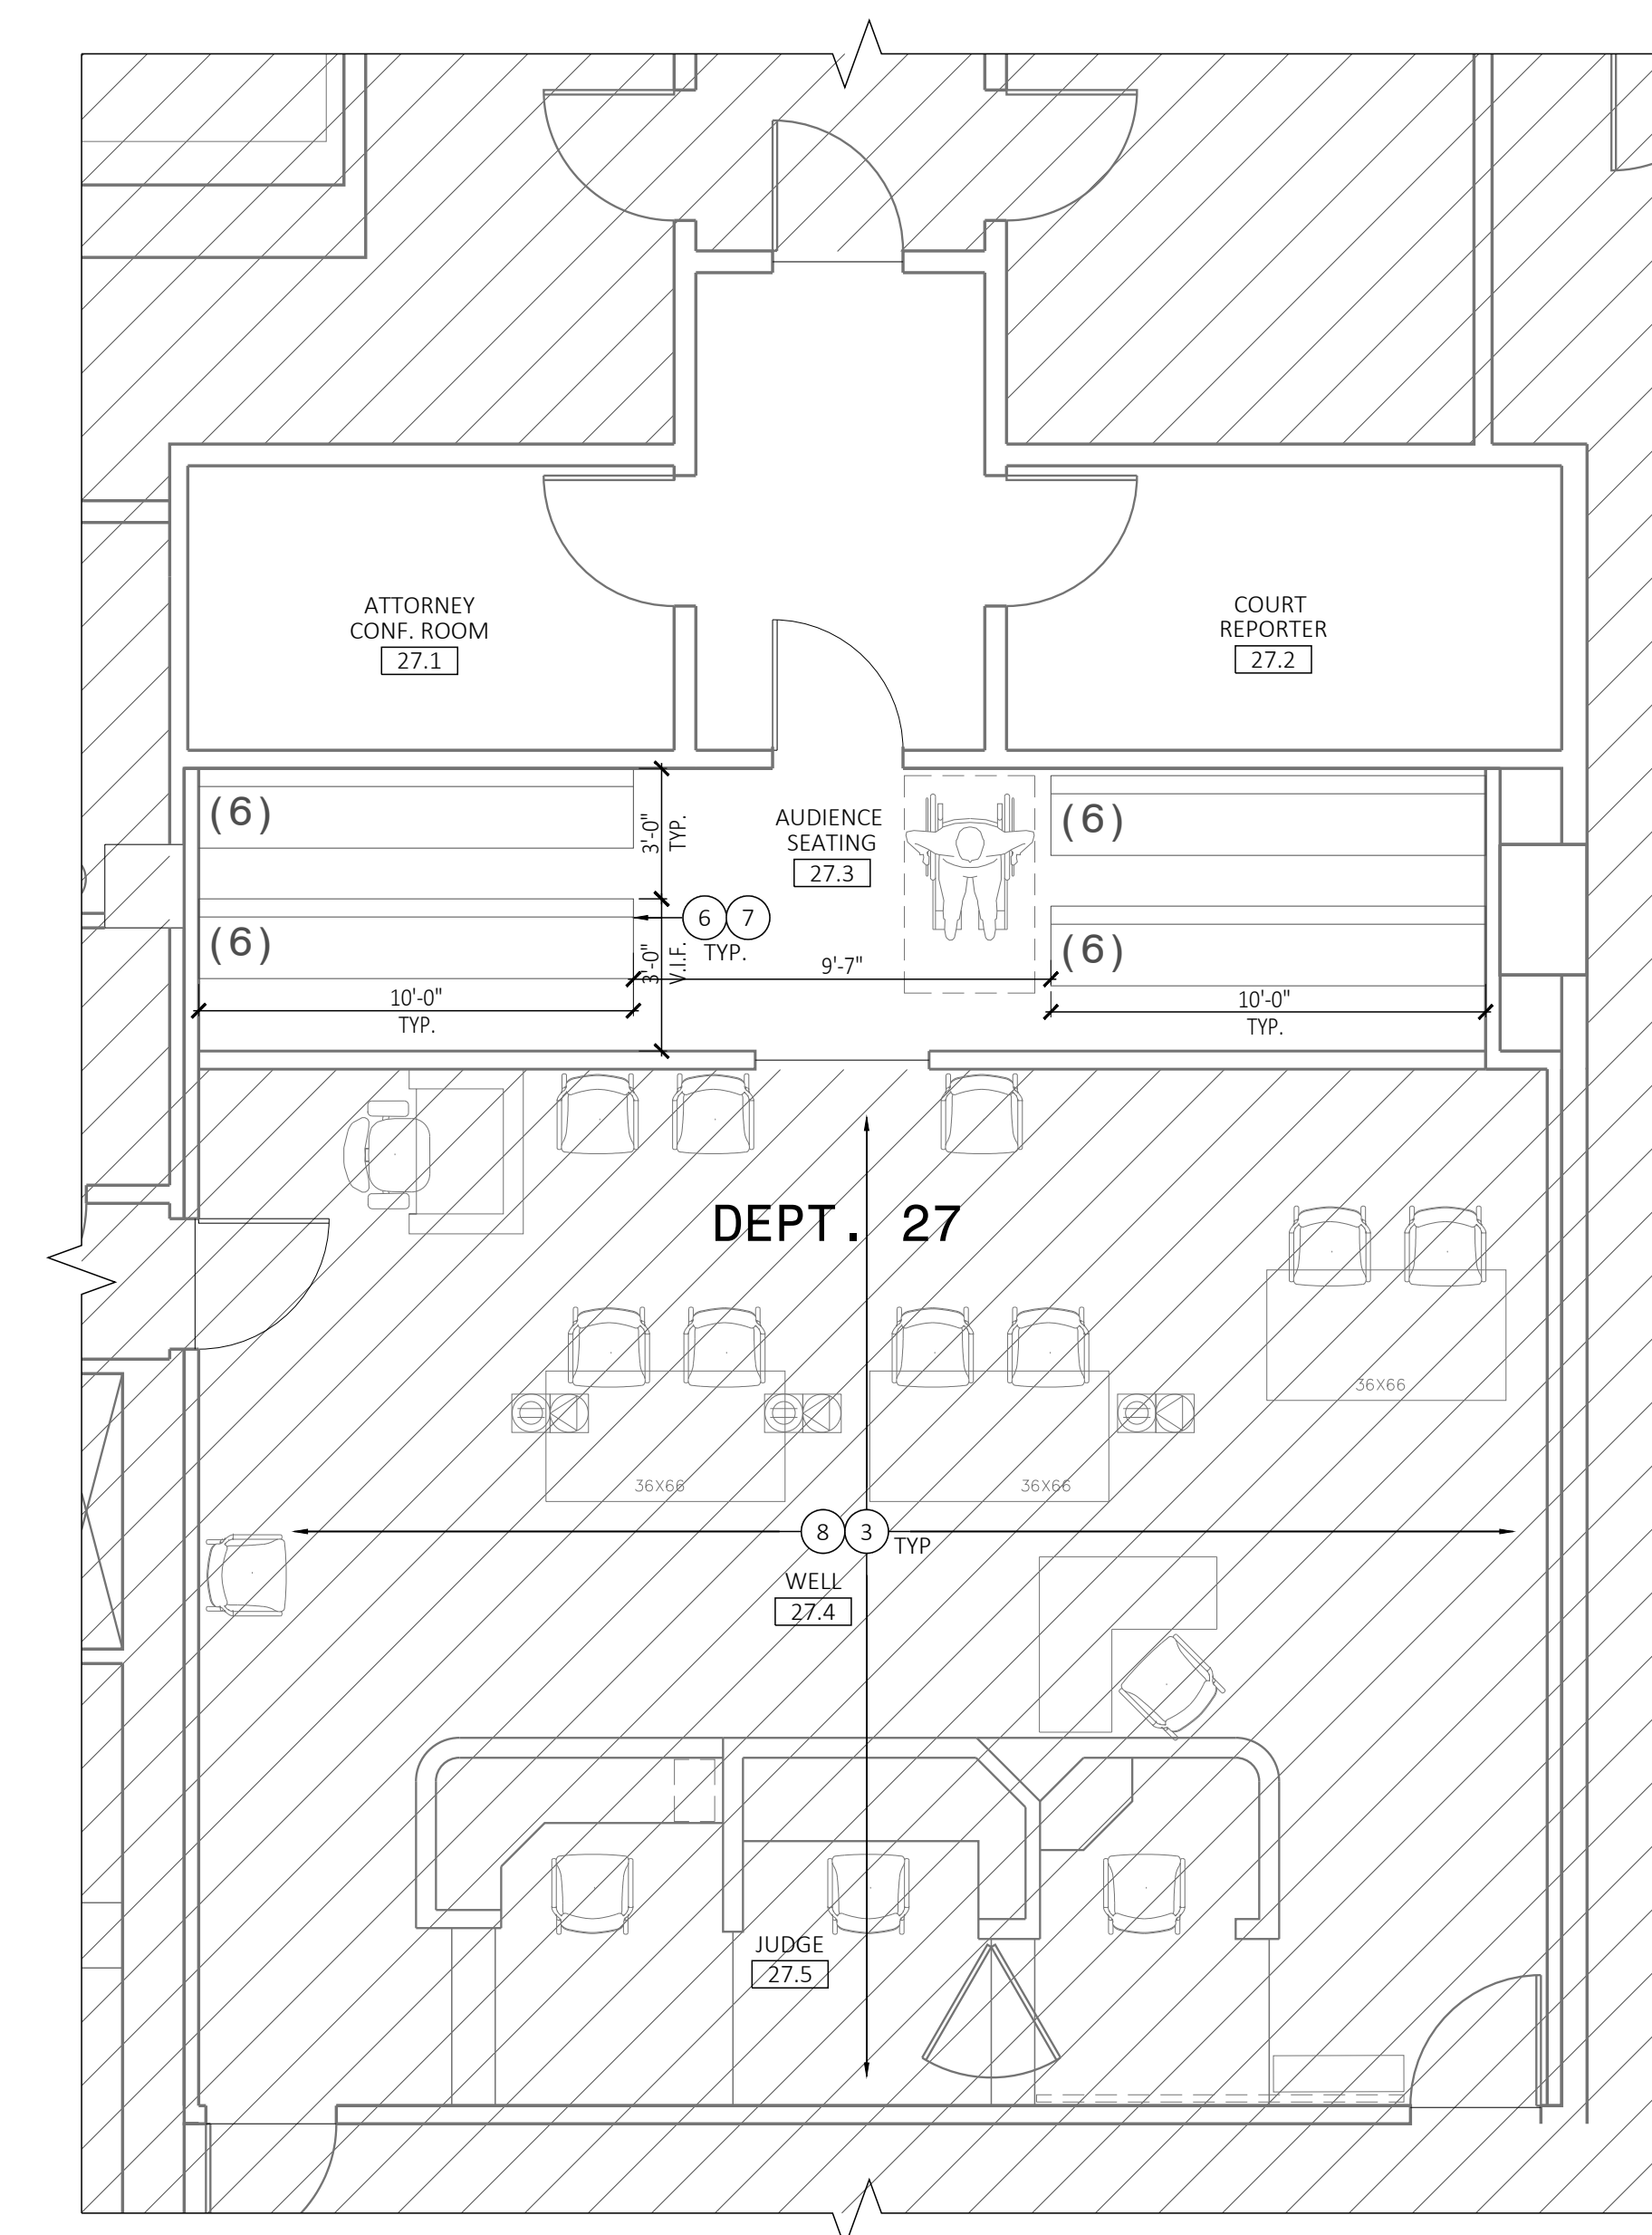 ATTORNEY
CONF. ROOM
27.1
COURT
REPORTER
27.2
(6)
3'-0"
TYP.
AUDIENCE
SEATING
27.3
(6)
(6)
6 7
TYP.
3'-0"
V.I.F.
9'-7"
(6)
10'-0"
TYP.
10'-0"
TYP.
DEPT. 27
36X66
36X66
36X66
8 3 TYP
WELL
27.4
JUDGE
27.5